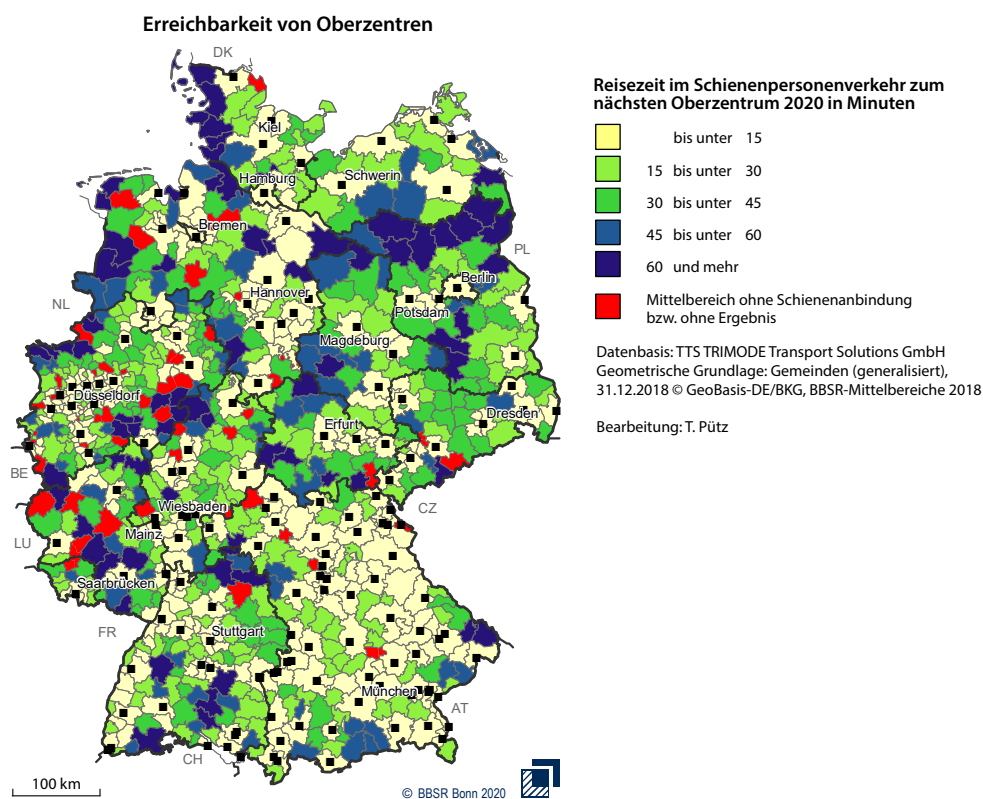 Erreichbarkeit von Oberzentren
DK
Kiel
Hamburg
Schwerin
Bremen
PL
Berlin
NL
Hannover
Potsdam
Magdeburg
Düsseldorf
Dresden
Erfurt
BE
Wiesbaden
CZ
Mainz
LU
Saarbrücken
FR
Stuttgart
München
AT
CH
100 km
© BBSR Bonn 2020
Reisezeit im Schienenpersonenverkehr zum
nächsten Oberzentrum 2020 in Minuten
bis unter 15
15 bis unter 30
30 bis unter 45
45 bis unter 60
60 und mehr
Mittelbereich ohne Schienenanbindung
bzw. ohne Ergebnis
Datenbasis: TTS TRIMODE Transport Solutions GmbH
Geometrische Grundlage: Gemeinden (generalisiert),
31.12.2018 © GeoBasis-DE/BKG, BBSR-Mittelbereiche 2018
Bearbeitung: T. Pütz